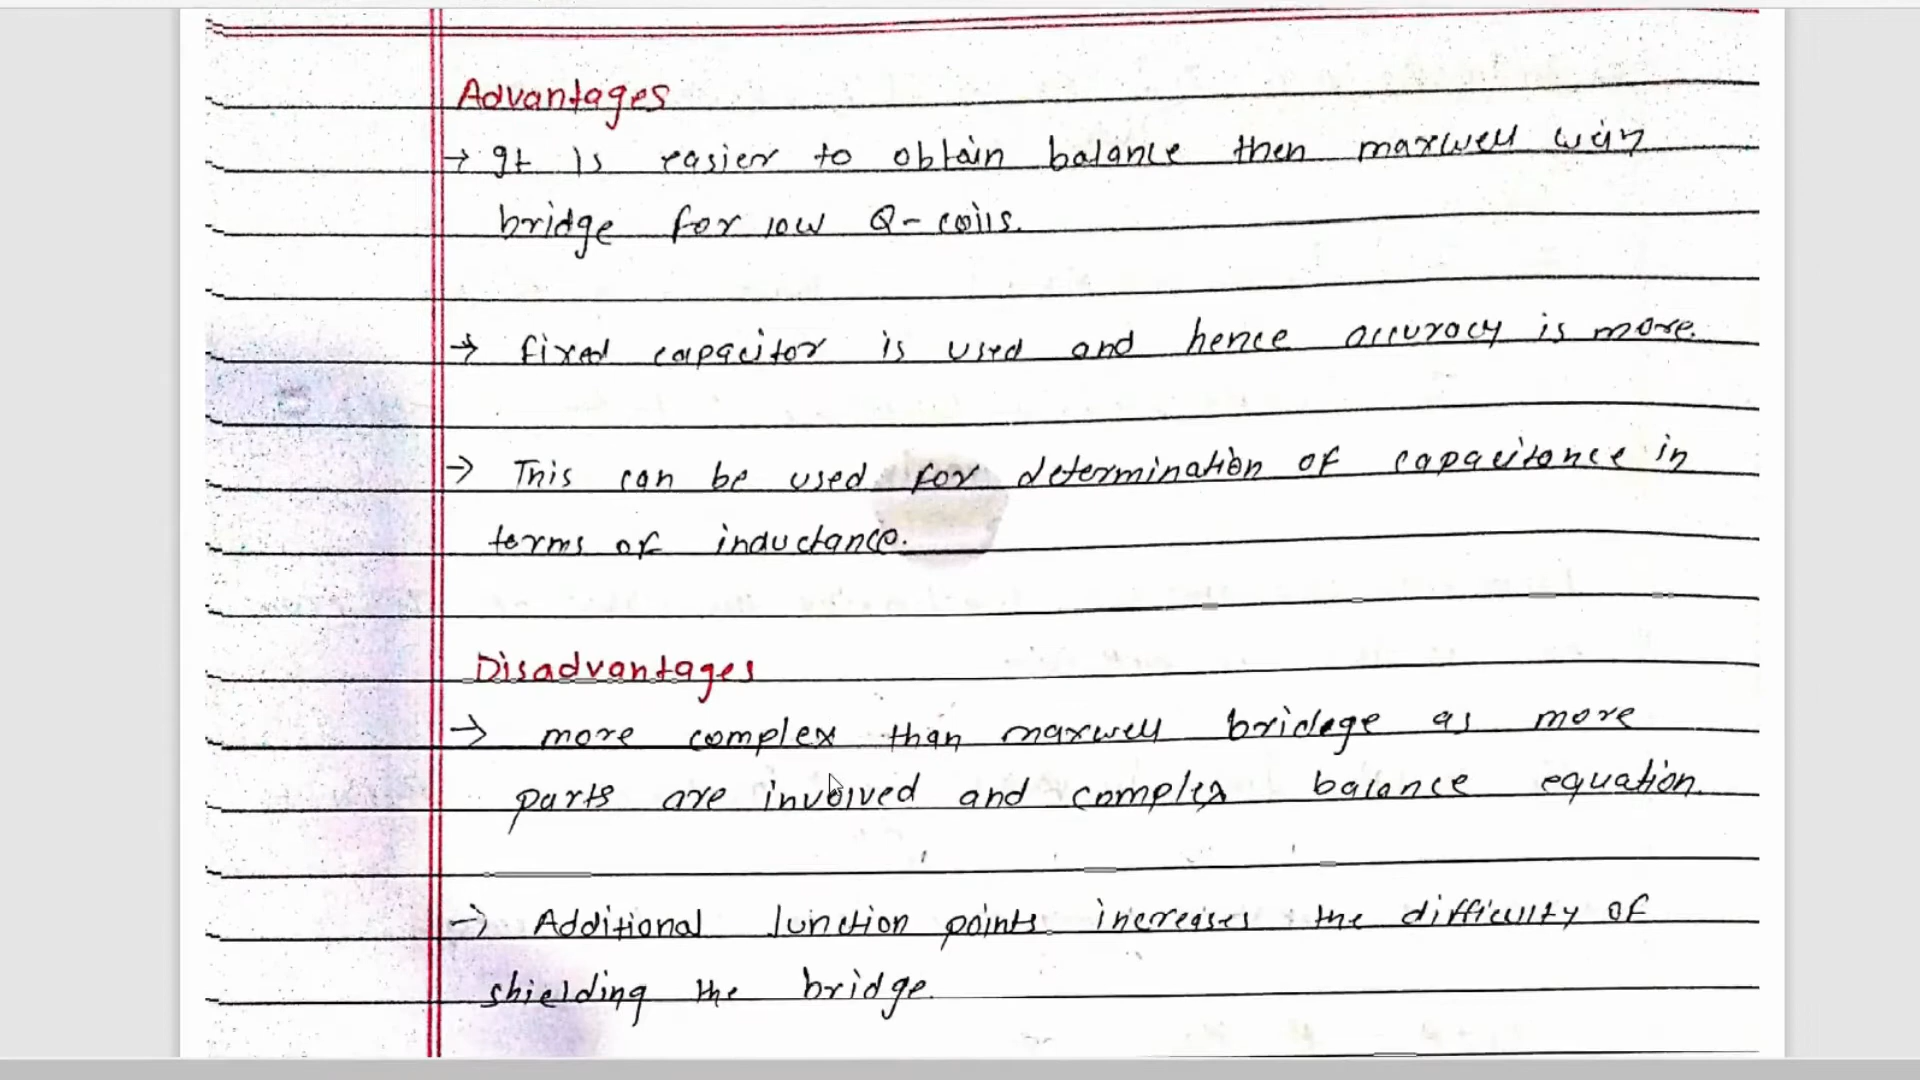 Advantages
→ It is easier to obtain balance then maxwell wein
bridge for low Q-coils.
→ fixed capacitor is used and hence accuracy is more.
→ This can be used for determination of capacitance in
terms of inductance.
Disadvantages
→ more complex than maxwell bridege as more
parts are involved and complex balance equation.
→ Additional Junction points increases the difficulty of
shielding the bridge.